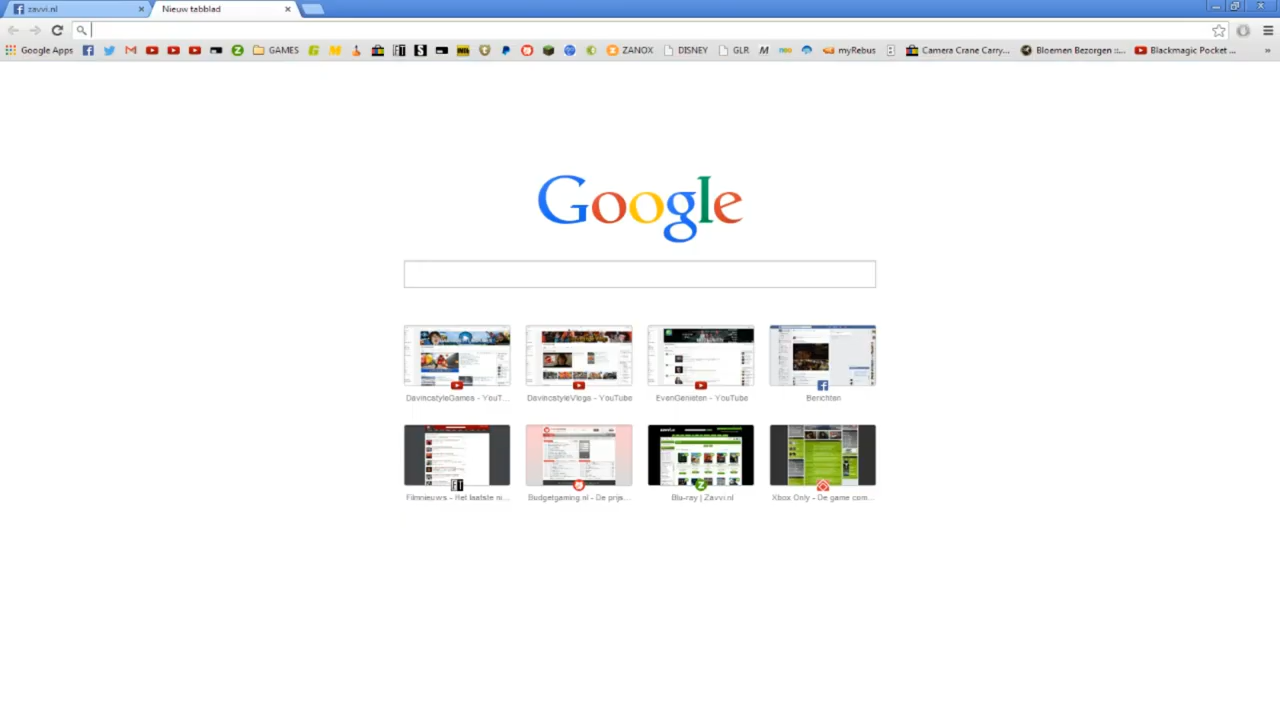 zavvi.nl
Nieuw tabblad
Google Apps
GAMES
ZANOX
DISNEY
GLR
myRebus
Camera Crane Carry...
Bloemen Bezorgen ::...
Blackmagic Pocket ...
Google
DavincstyleGames - YouT...
DavincstyleVlogs - YouTube
EvenGenieten - YouTube
Berichten
Filmnieuws - Het laatste ni...
Budgetgaming.nl - De prijs...
Blu-ray | Zavvi.nl
Xbox Only - De game com...